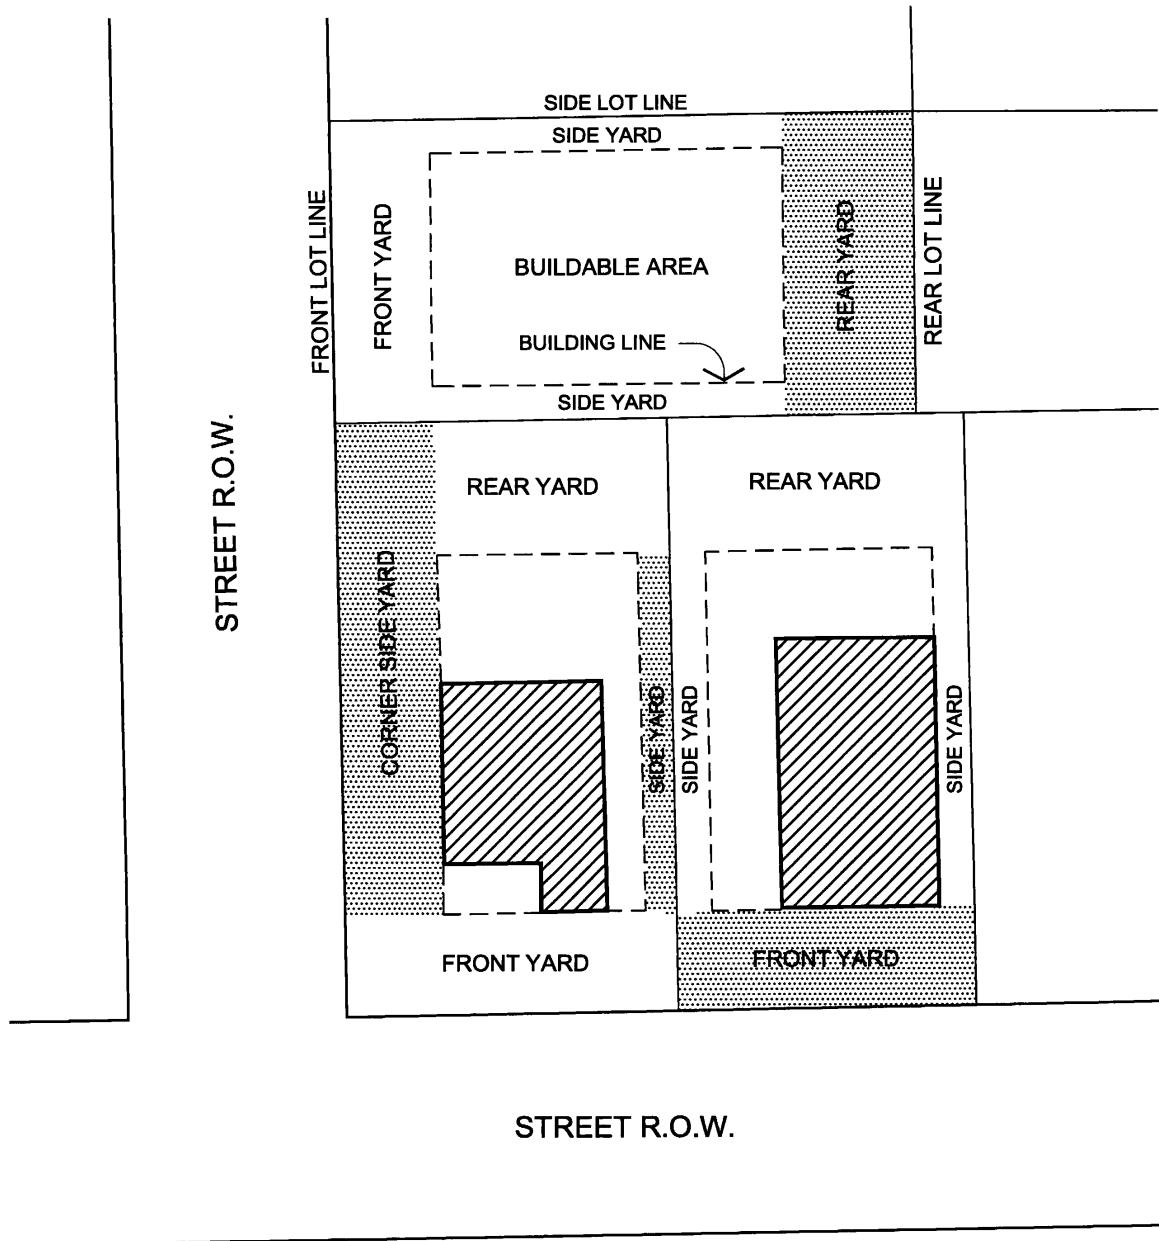 SIDE LOT LINE
SIDE YARD
FRONT LOT LINE
FRONT YARD
BUILDABLE AREA
REAR YARD
REAR LOT LINE
BUILDING LINE
SIDE YARD
STREET R.O.W.
REAR YARD
REAR YARD
CORNER SIDE YARD
SIDE YARD
SIDE YARD
SIDE YARD
FRONT YARD
FRONT YARD
STREET R.O.W.